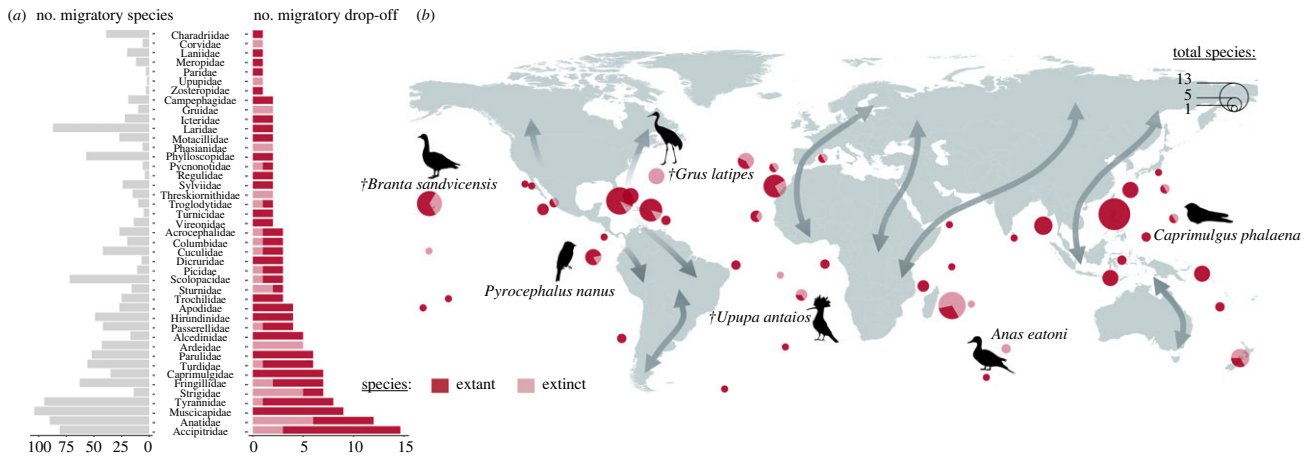 (a) no. migratory species no. migratory drop-off (b)
Charadriidae
Corvidae
Laniidae
Meropidae
Paridae
Upupidae
Zosteropidae
Campephagidae
Gruidae
Icteridae
Laridae
Motacillidae
Phasianidae
Phylloscopidae
Pycnonotidae
Regulidae
Sylviidae
Threskiornithidae
Troglodytidae
Turnicidae
Vireonidae
Acrocephalidae
Columbidae
Cuculidae
Dicruridae
Picidae
Scolopacidae
Sturnidae
Trochilidae
Apodidae
Hirundinidae
Passerellidae
Alcedinidae
Ardeidae
Parulidae
Turdidae
Caprimulgidae
Fringillidae
Strigidae
Tyrannidae
Muscicapidae
Anatidae
Accipitridae
100 75 50 25 0
0 5 10 15
total species:
13
5
1
†Branta sandvicensis
†Grus latipes
Caprimulgus phalaena
Pyrocephalus nanus
†Upupa antaios
Anas eatoni
species: extant extinct